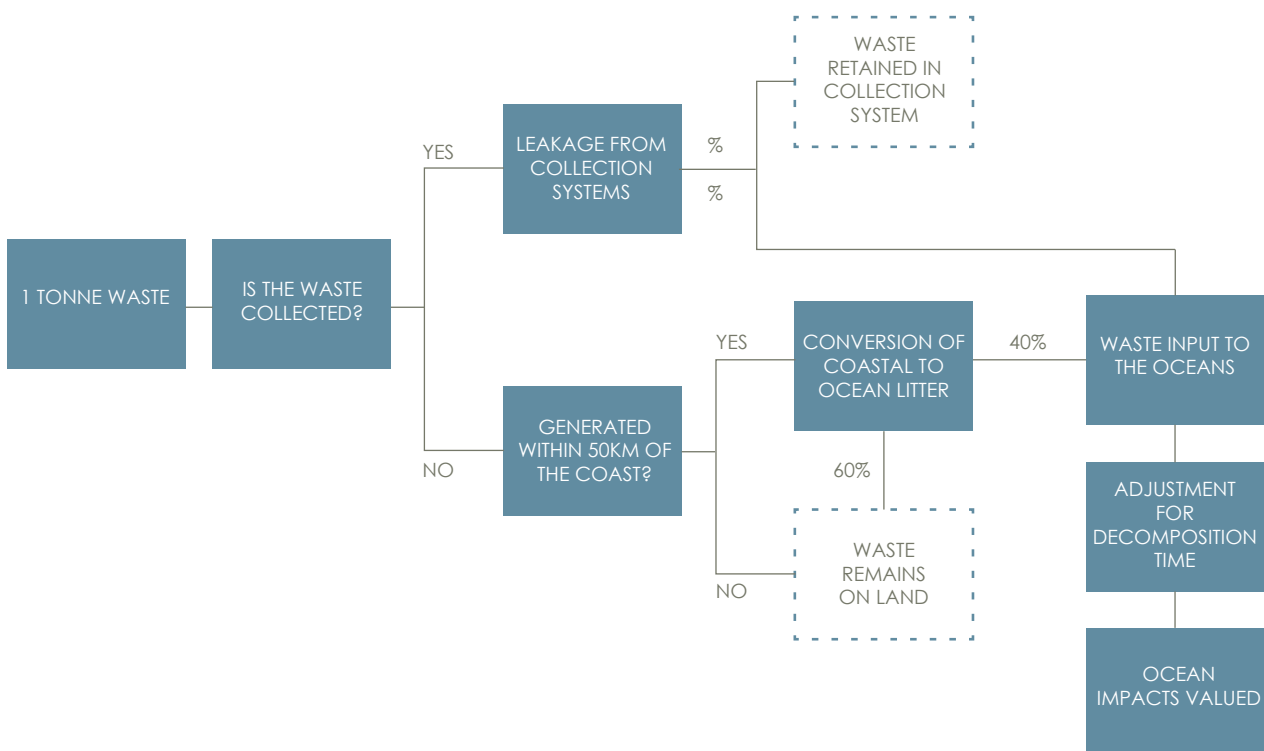 WASTE
RETAINED IN
COLLECTION
SYSTEM
YES
LEAKAGE FROM
COLLECTION
SYSTEMS
%
%
1 TONNE WASTE
IS THE WASTE
COLLECTED?
YES
CONVERSION OF
COASTAL TO
OCEAN LITTER
40%
WASTE INPUT TO
THE OCEANS
NO
GENERATED
WITHIN 50KM OF
THE COAST?
60%
ADJUSTMENT
FOR
DECOMPOSITION
TIME
NO
WASTE
REMAINS
ON LAND
OCEAN
IMPACTS VALUED